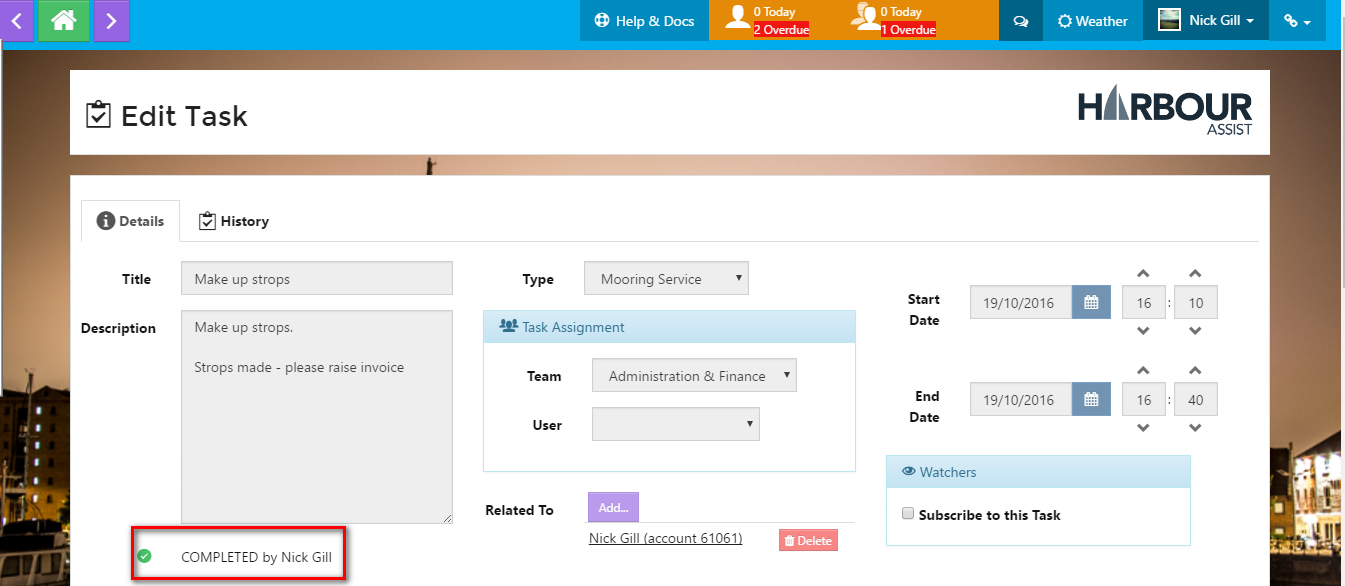 Help & Docs
0 Today
2 Overdue
0 Today
1 Overdue
Weather
Nick Gill
Edit Task
HARBOUR
ASSIST
Details
History
Title
Make up strops
Description
Make up strops.
Strops made - please raise invoice
COMPLETED by Nick Gill
Type
Mooring Service
Task Assignment
Team
Administration & Finance
User
Related To
Add...
Nick Gill (account 61061)
Delete
Start
Date
19/10/2016
16 : 10
End
Date
19/10/2016
16 : 40
Watchers
Subscribe to this Task